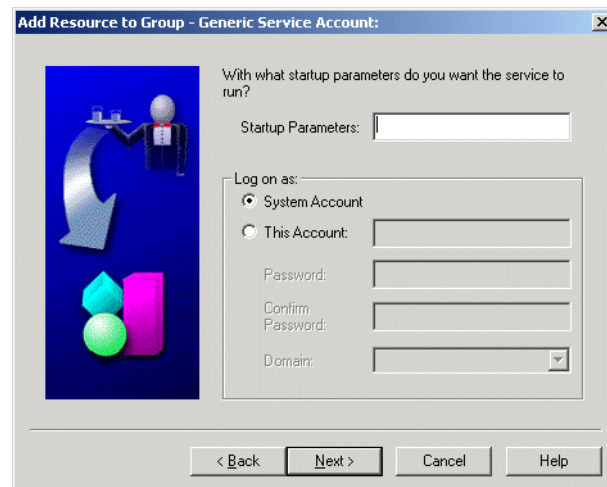 Add Resource to Group - Generic Service Account:
With what startup parameters do you want the service to
run?
Startup Parameters:
Log on as:
System Account
This Account:
Password:
Confirm
Password:
Domain:
< Back
Next >
Cancel
Help